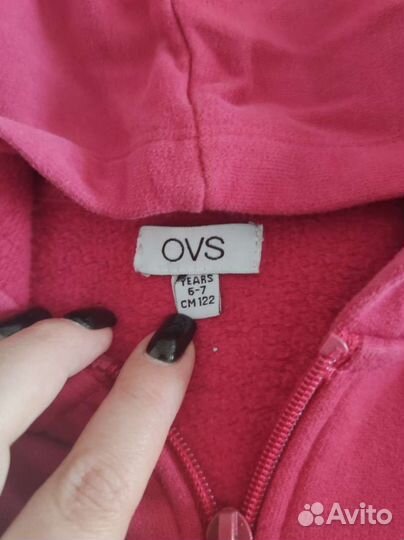 OVS
YEARS
6-7
CM 122
Avito